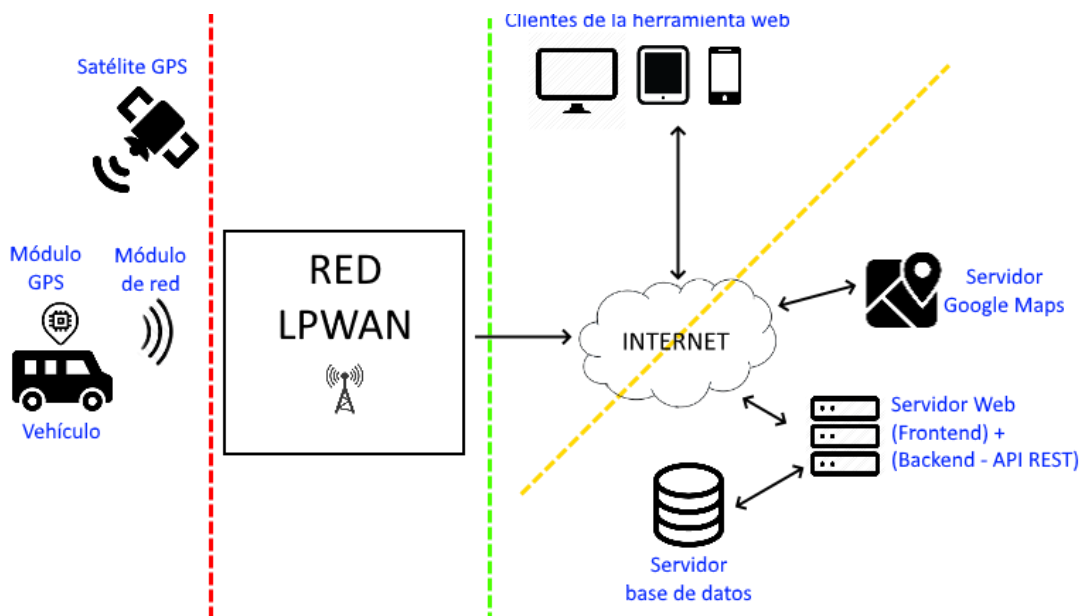 Clientes de la herramienta web
Satélite GPS
Módulo
GPS
Módulo
de red
Vehículo
RED
LPWAN
INTERNET
Servidor
Google Maps
Servidor Web
(Frontend) +
(Backend - API REST)
Servidor
base de datos